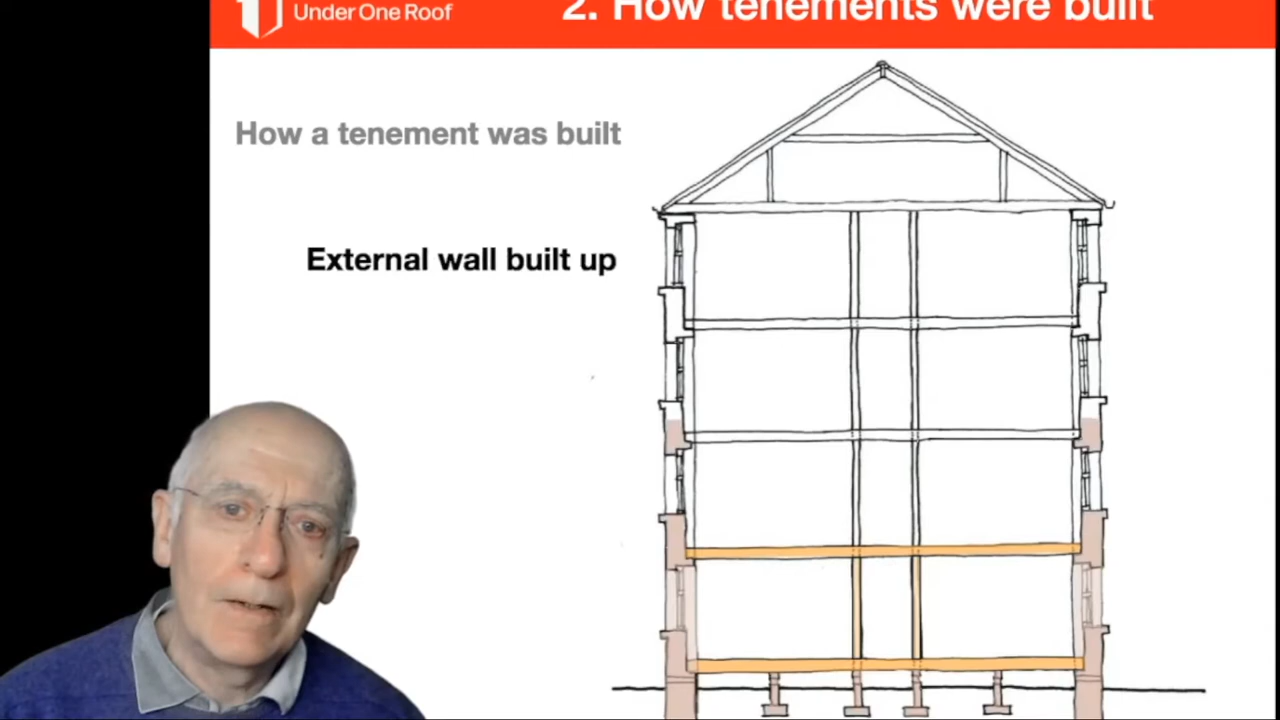 Under One Roof
2. How tenements were built
How a tenement was built
External wall built up